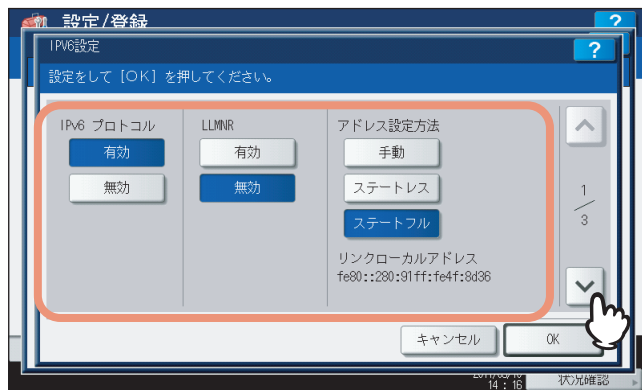 設定/登録
?
IPV6設定
?
設定をして [OK] を押してください。
IPv6 プロトコル
LLMNR
アドレス設定方法
有効
有効
手動
無効
無効
ステートレス
ステートフル
1
3
リンクローカルアドレス
fe80::280:91ff:fe4f:8d36
キャンセル
OK
14 : 16
状況確認